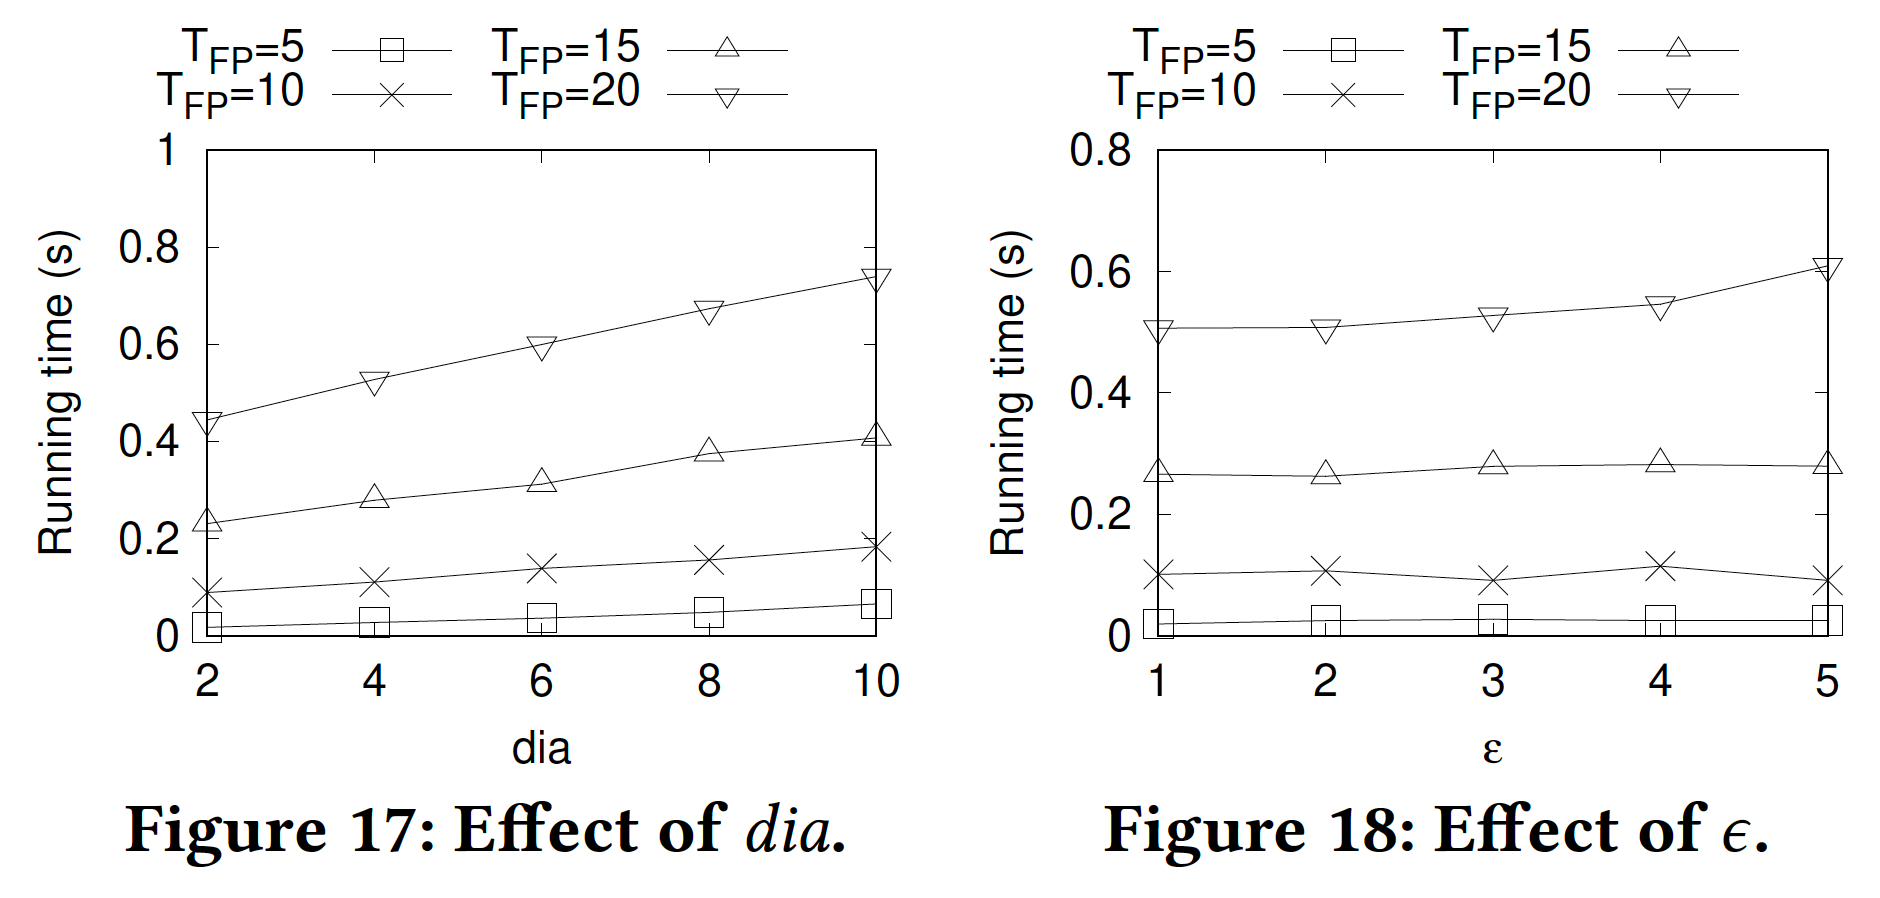 T_FP=5 T_FP=15
T_FP=10 T_FP=20
1
0.8
0.6
0.4
0.2
0
Running time (s)
2 4 6 8 10
dia
Figure 17: Effect of dia.
T_FP=5 T_FP=15
T_FP=10 T_FP=20
0.8
0.6
0.4
0.2
0
Running time (s)
1 2 3 4 5
ε
Figure 18: Effect of ϵ.